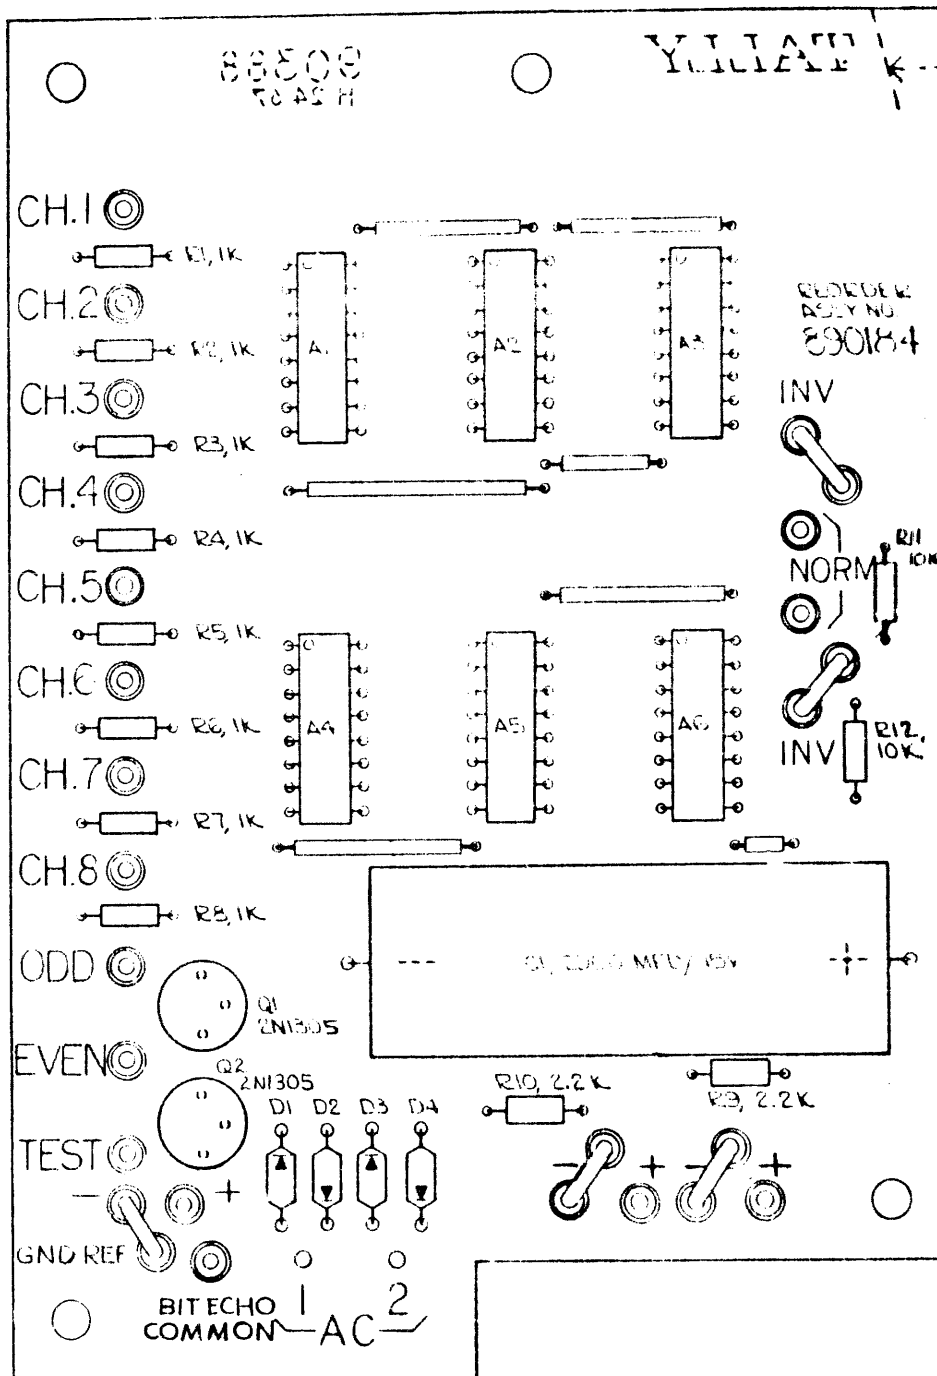 CH.1
R1, 1K
CH.2
R2, 1K
CH.3
R3, 1K
CH.4
R4, 1K
CH.5
R5, 1K
CH.6
R6, 1K
CH.7
R7, 1K
CH.8
R8, 1K
ODD
EVEN
TEST
- +
GND REF
BIT ECHO
COMMON
1 2
AC
A1 A2 A3
A4 A5 A6
REORDER
ASSY NO.
890184
INV
NORM
R11
10K
INV
R12,
10K
--- +
Q1
2N1305
Q2
2N1305
D1 D2 D3 D4
R10, 2.2K
R9, 2.2K
- + - +